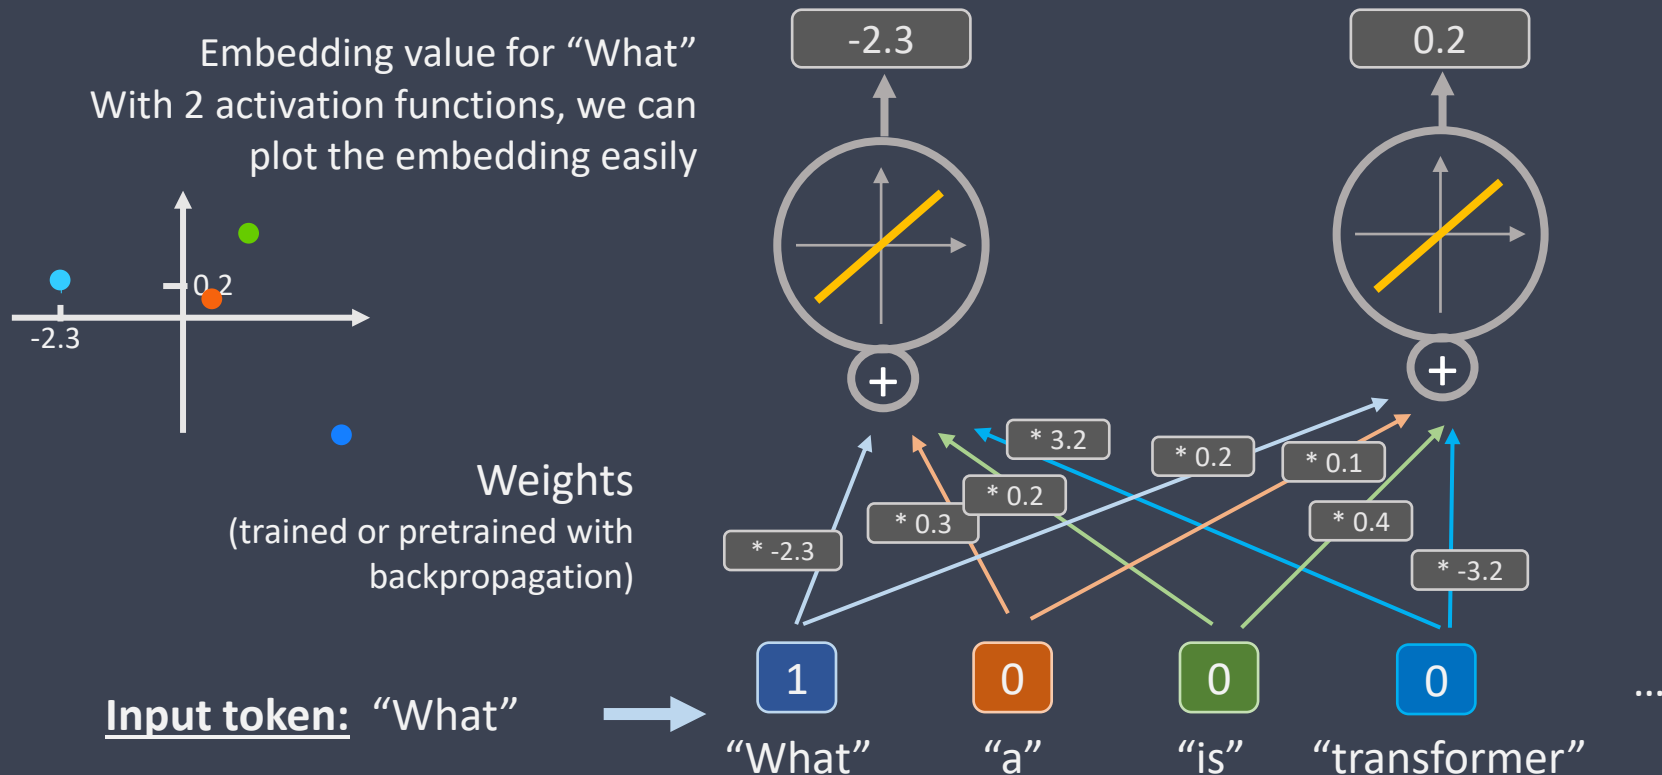 Embedding value for “What”
With 2 activation functions, we can
plot the embedding easily
-2.3
0.2
0.2
-2.3
+
+
* 3.2
* 0.2
* 0.1
* 0.2
* 0.3
* 0.4
* -2.3
* -3.2
Weights
(trained or pretrained with
backpropagation)
Input token: “What”
1
0
0
0
...
“What”
“a”
“is”
“transformer”